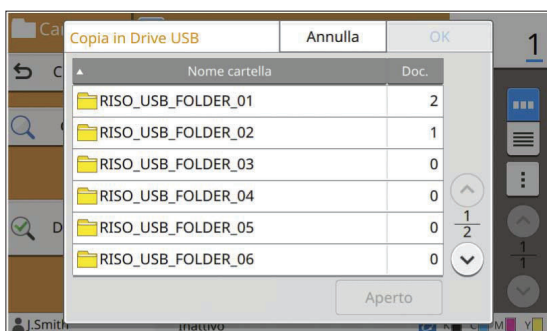 Ca
Copia in Drive USB
Annulla
OK
1
C
Nome cartella
Doc.
RISO_USB_FOLDER_01 2
RISO_USB_FOLDER_02 1
RISO_USB_FOLDER_03 0
RISO_USB_FOLDER_04 0
RISO_USB_FOLDER_05 0
RISO_USB_FOLDER_06 0
1
2
D
1
1
Aperto
J.Smith
Inattivo
K C M Y